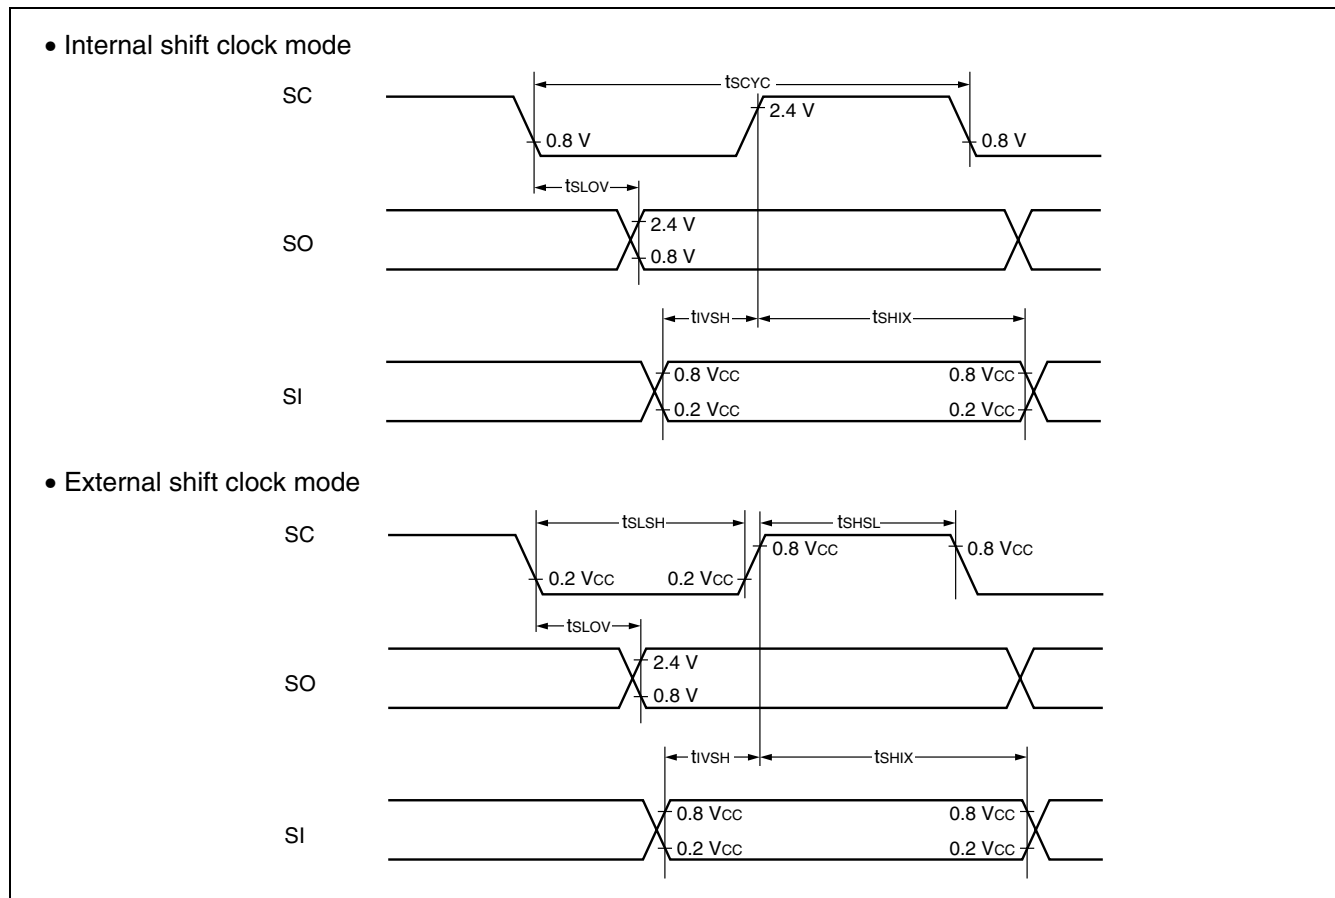 • Internal shift clock mode
SC
tSCYC
2.4 V
0.8 V
0.8 V
tSLOV
SO
2.4 V
0.8 V
tIVSH
tSHIX
SI
0.8 VCC
0.8 VCC
0.2 VCC
0.2 VCC
• External shift clock mode
SC
tSLSH
tSHSL
0.8 VCC
0.8 VCC
0.2 VCC
0.2 VCC
tSLOV
SO
2.4 V
0.8 V
tIVSH
tSHIX
SI
0.8 VCC
0.8 VCC
0.2 VCC
0.2 VCC